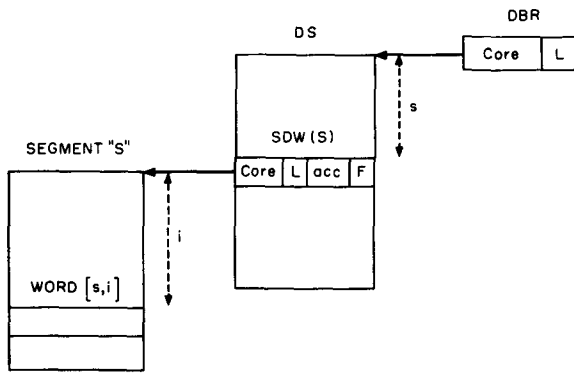 DBR
DS
Core L
s
SDW (S)
SEGMENT "S"
Core L acc F
i
WORD [s,i]